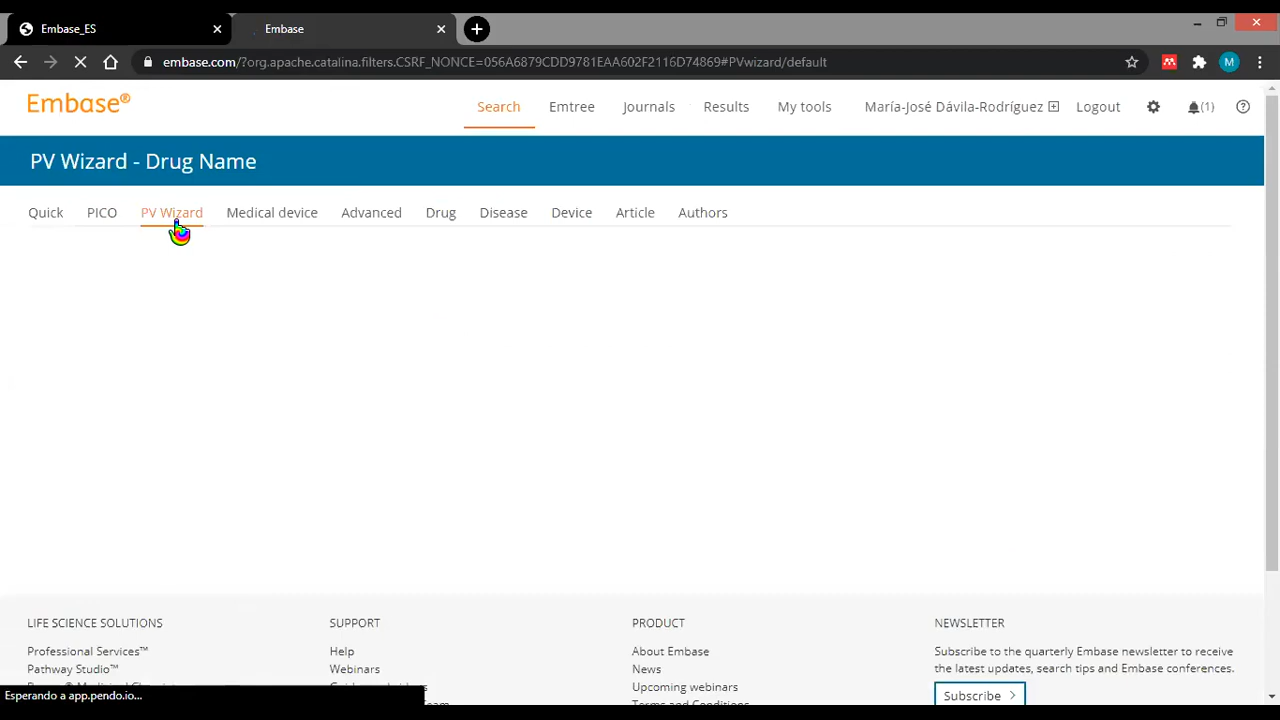 Embase_ES
Embase
embase.com/?org.apache.catalina.filters.CSRF_NONCE=056A6879CDD9781EAA602F2116D74869#PVwizard/default
M
Embase®
Search Emtree Journals Results My tools María-José Dávila-Rodríguez Logout (1)
PV Wizard - Drug Name
Quick PICO PV Wizard Medical device Advanced Drug Disease Device Article Authors
LIFE SCIENCE SOLUTIONS
Professional Services™
Pathway Studio™
SUPPORT
Help
Webinars
PRODUCT
About Embase
News
Upcoming webinars
Terms and Conditions
NEWSLETTER
Subscribe to the quarterly Embase newsletter to receive
the latest updates, search tips and Embase conferences.
Subscribe >
Esperando a app.pendo.io...